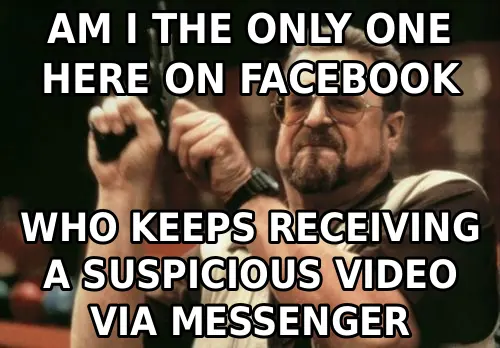 AM I THE ONLY ONE
HERE ON FACEBOOK
WHO KEEPS RECEIVING
A SUSPICIOUS VIDEO
VIA MESSENGER